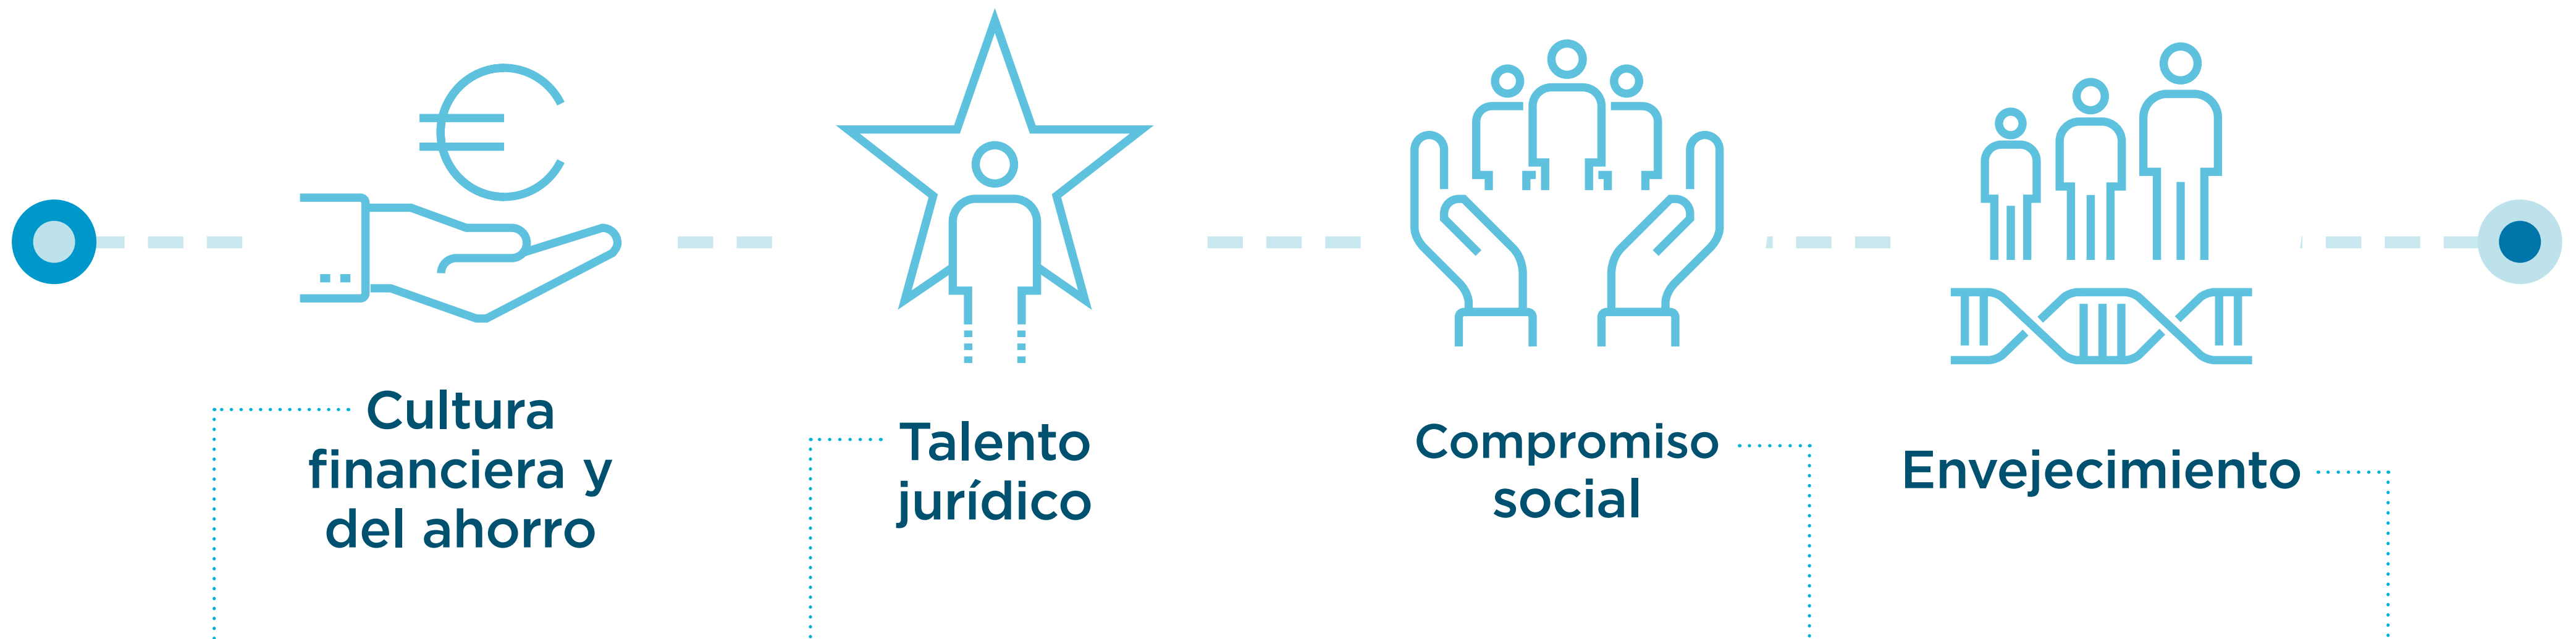 Cultura
financiera y
del ahorro
Talento
jurídico
Compromiso
social
Envejecimiento